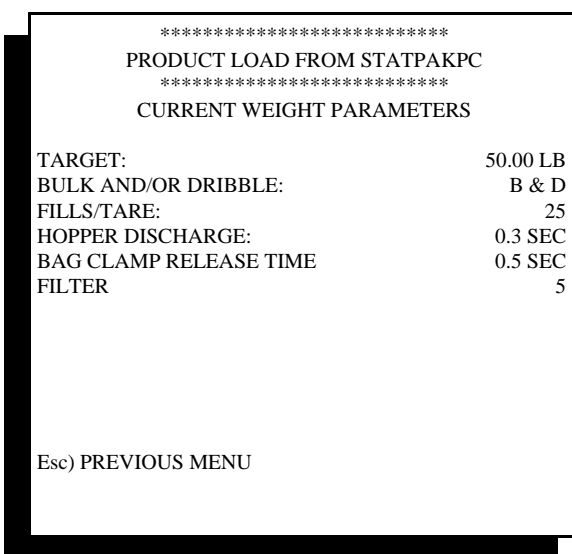 ***************************
PRODUCT LOAD FROM STATPAKPC
***************************
CURRENT WEIGHT PARAMETERS
TARGET: 50.00 LB
BULK AND/OR DRIBBLE: B & D
FILLS/TARE: 25
HOPPER DISCHARGE: 0.3 SEC
BAG CLAMP RELEASE TIME 0.5 SEC
FILTER 5
Esc) PREVIOUS MENU